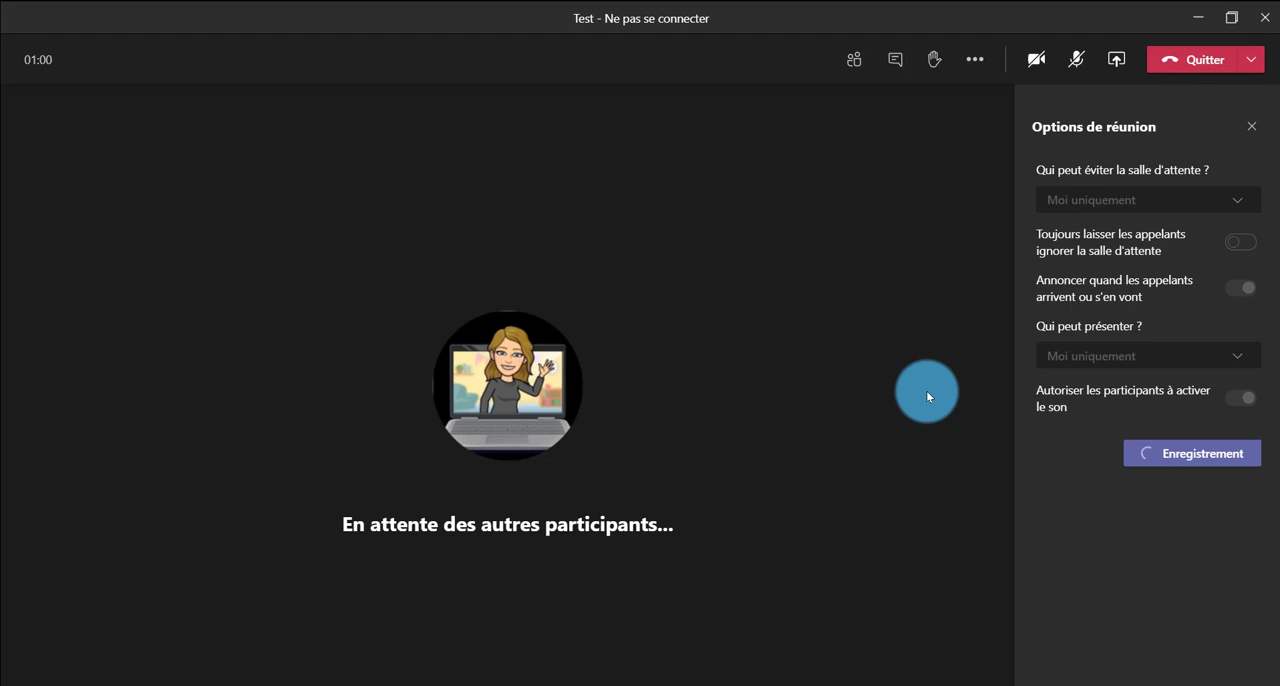 Test - Ne pas se connecter
01:00
Quitter
Options de réunion
Qui peut éviter la salle d'attente ?
Moi uniquement
Toujours laisser les appelants
ignorer la salle d'attente
Annoncer quand les appelants
arrivent ou s'en vont
Qui peut présenter ?
Moi uniquement
Autoriser les participants à activer
le son
Enregistrement
En attente des autres participants...